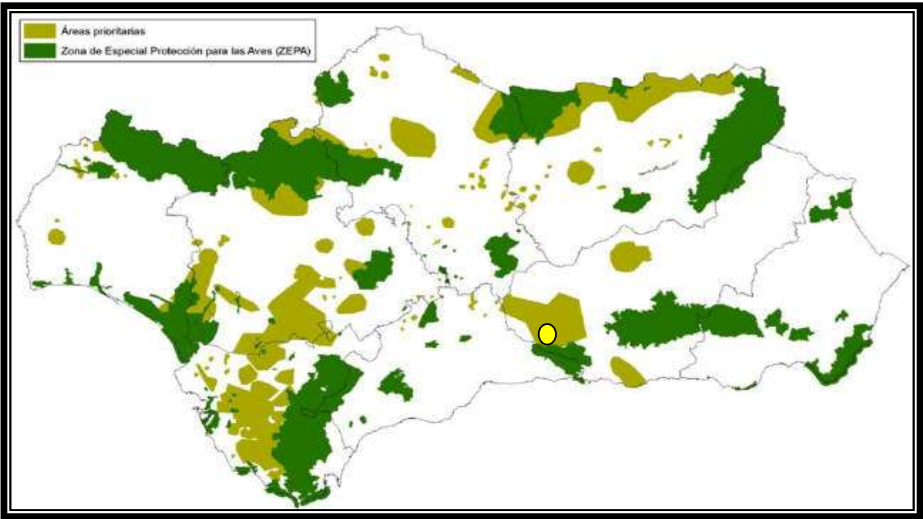 Áreas prioritarias
Zona de Especial Protección para las Aves (ZEPA)